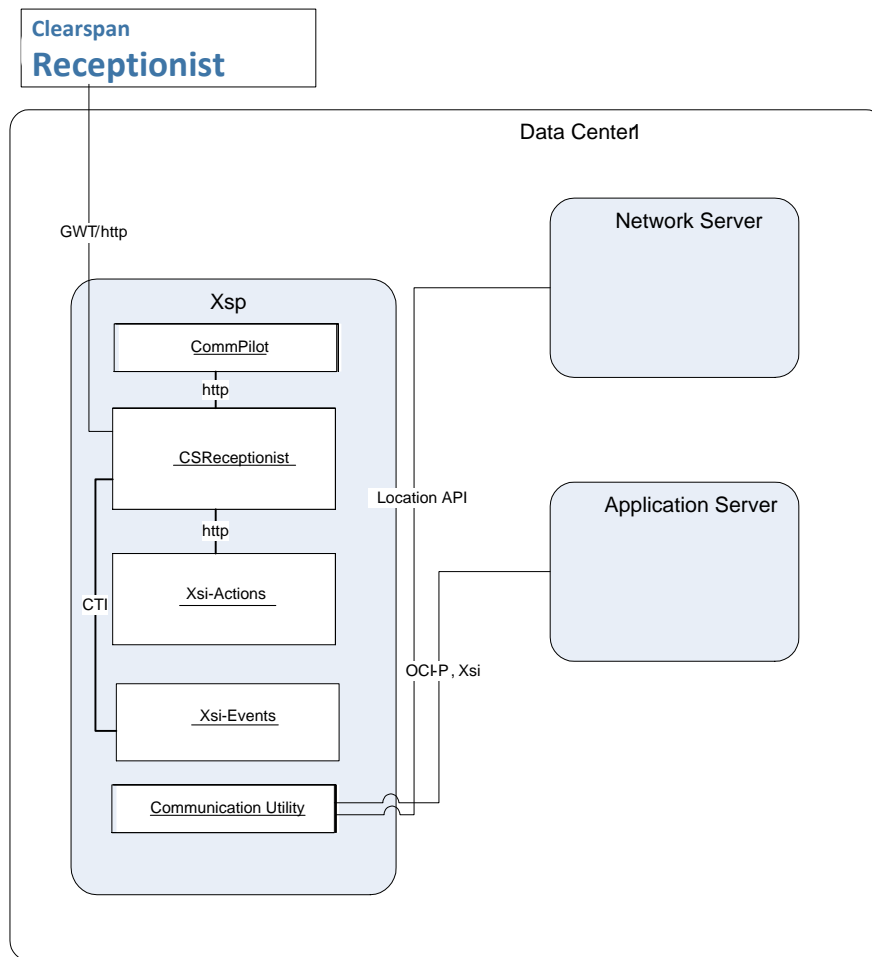 Clearspan
Receptionist
Data Center1
GWT/http
Network Server
Xsp
CommPilot
http
CSReceptionist
Location API
Application Server
http
Xsi-Actions
CTI
OCI-P , Xsi
Xsi-Events
Communication Utility